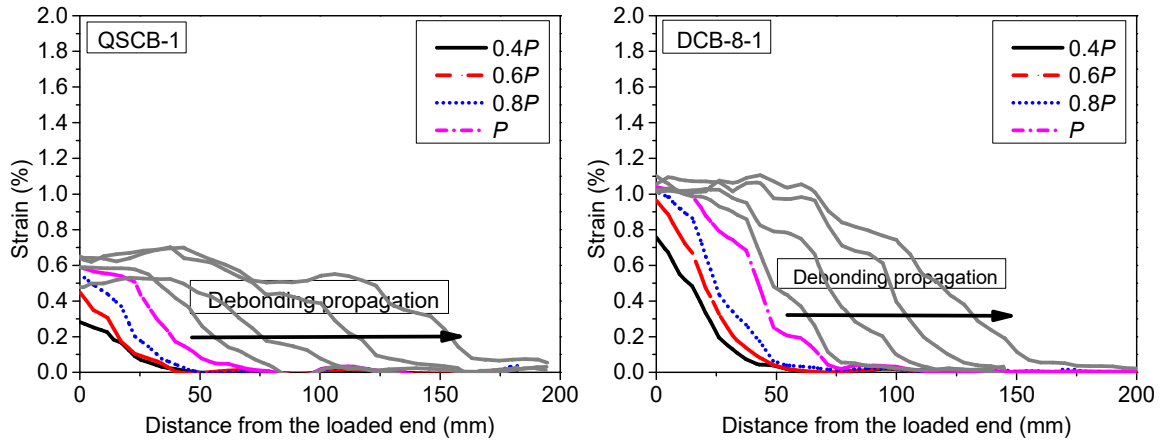 QSCB-1
0.4P
0.6P
0.8P
P
Debonding propagation
Strain (%)
2.0
1.8
1.6
1.4
1.2
1.0
0.8
0.6
0.4
0.2
0.0
0 50 100 150 200
Distance from the loaded end (mm)
DCB-8-1
0.4P
0.6P
0.8P
P
Debonding propagation
Strain (%)
2.0
1.8
1.6
1.4
1.2
1.0
0.8
0.6
0.4
0.2
0.0
0 50 100 150 200
Distance from the loaded end (mm)